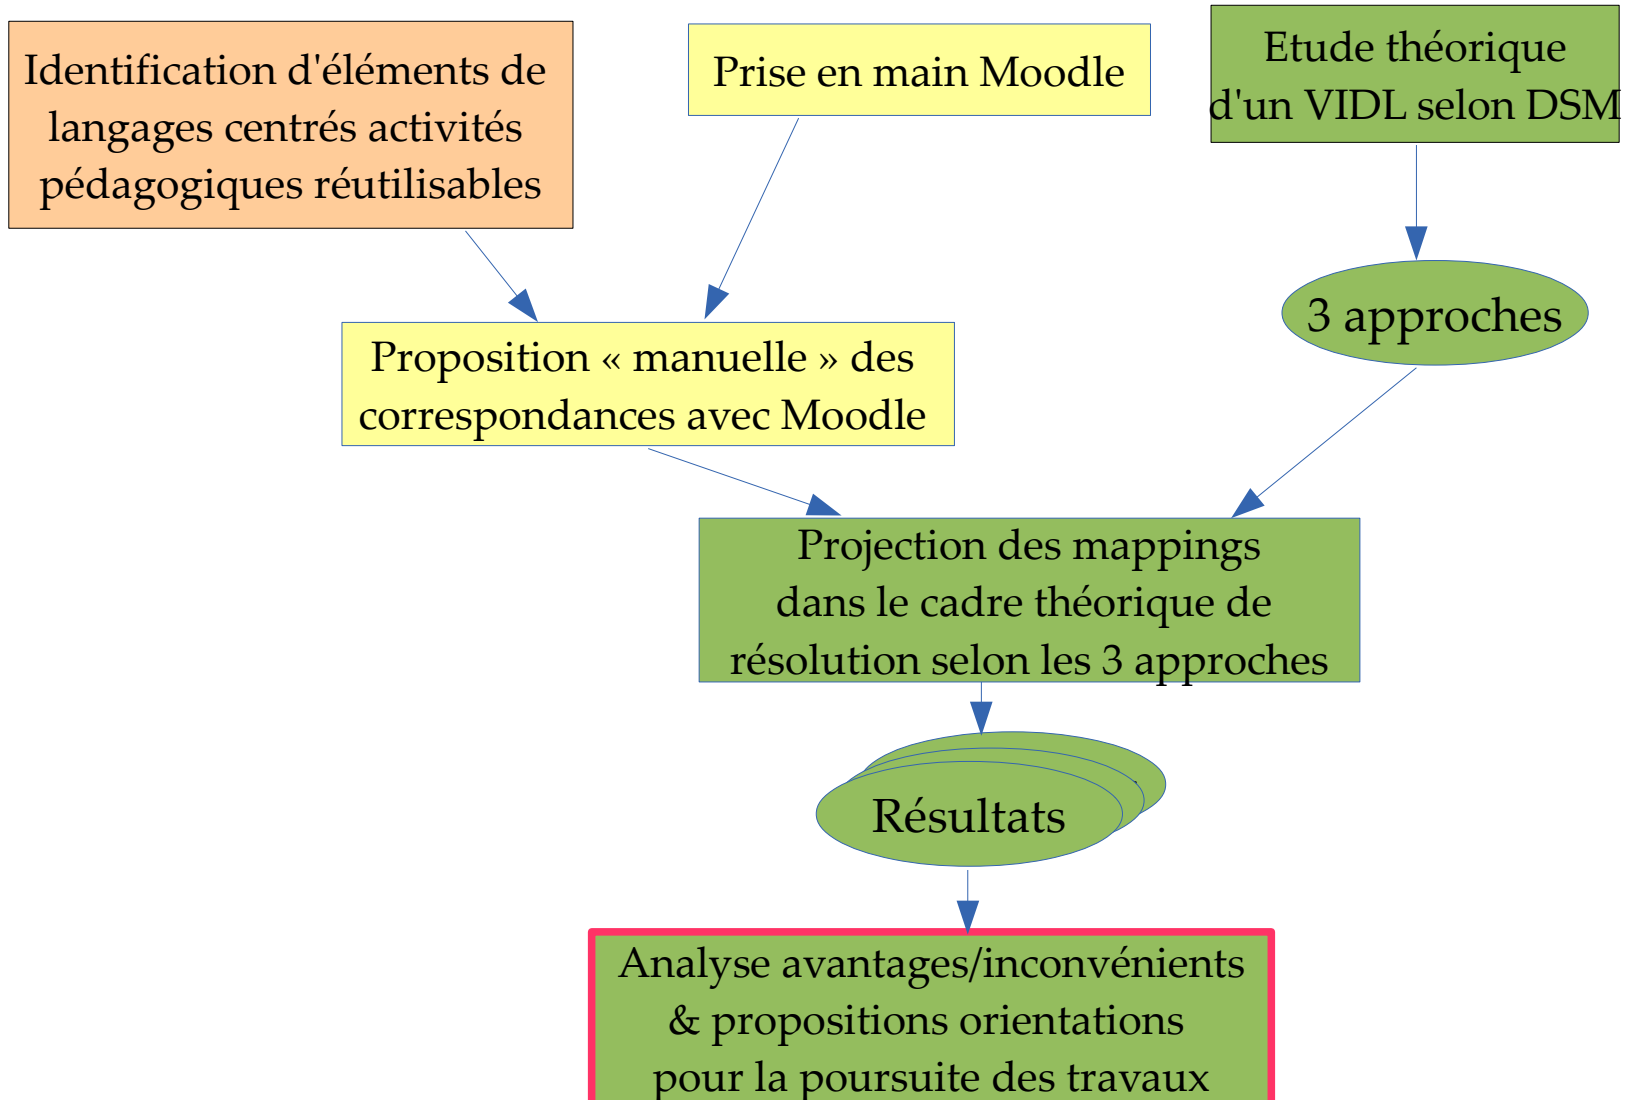 Identification d'éléments de
langages centrés activités
pédagogiques réutilisables
Prise en main Moodle
Etude théorique
d'un VIDL selon DSM
3 approches
Proposition « manuelle » des
correspondances avec Moodle
Projection des mappings
dans le cadre théorique de
résolution selon les 3 approches
Résultats
Analyse avantages/inconvénients
& propositions orientations
pour la poursuite des travaux